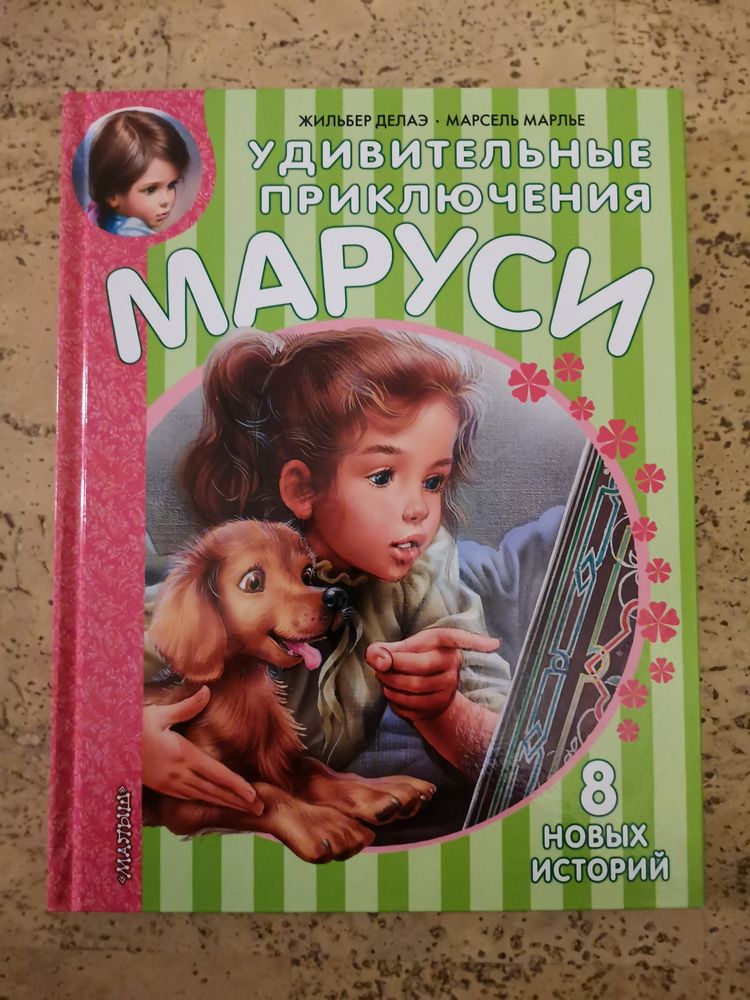 ЖИЛЬБЕР ДЕЛАЭ · МАРСЕЛЬ МАРЛЬЕ
УДИВИТЕЛЬНЫЕ
ПРИКЛЮЧЕНИЯ
МАРУСИ
8
НОВЫХ
ИСТОРИЙ
«МАЛЫШ»